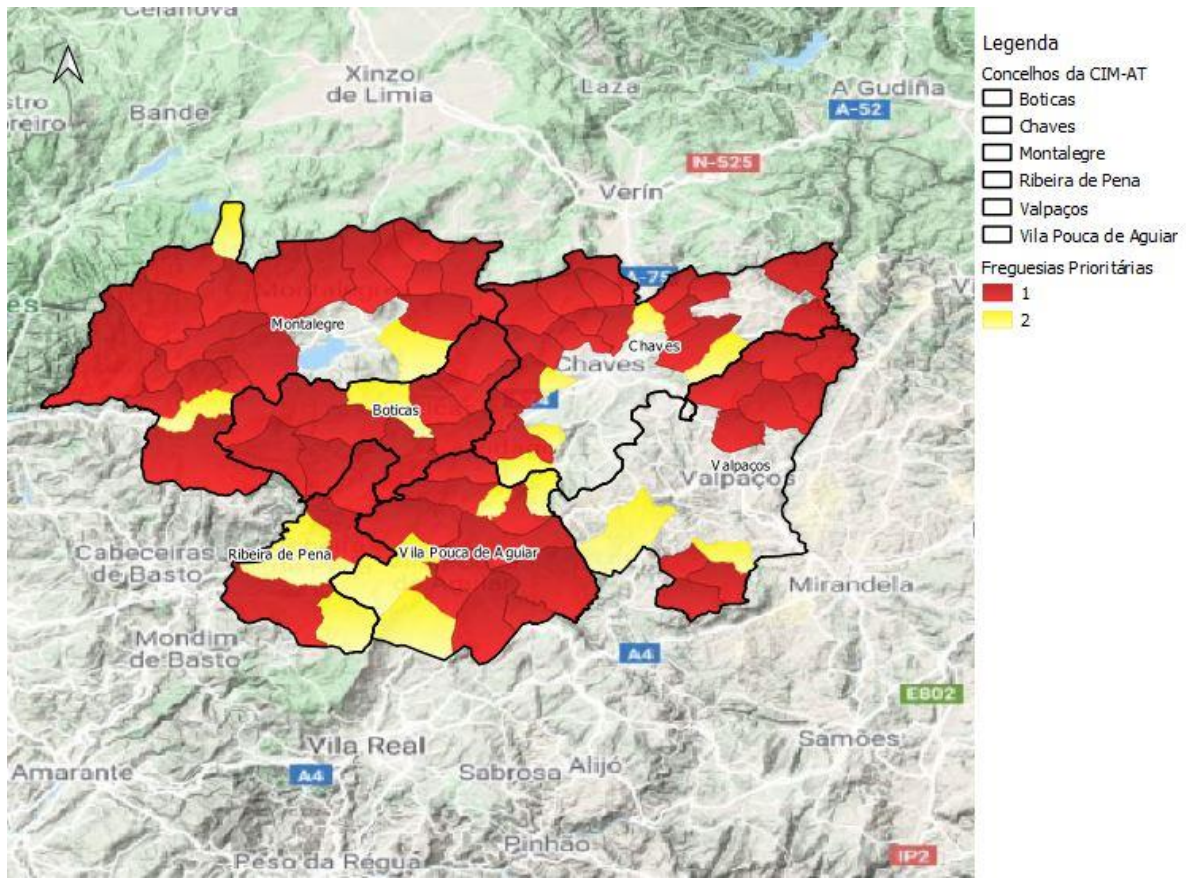 Celanova
Xinzo
de Limia
Laza
A Gudiña
A-52
Bande
N-525
Verín
A-75
Montalegre
Chaves
Chaves
Boticas
Valpaços
Valpaços
Cabeceiras
de Basto
Ribeira de Pena
Vila Pouca de Aguiar
Mirandela
Mondim
de Basto
A4
E802
Vila Real
Samões
Amarante
A4
Sabrosa
Alijó
Pinhão
Peso da Régua
IP2
Legenda
Concelhos da CIM-AT
Boticas
Chaves
Montalegre
Ribeira de Pena
Valpaços
Vila Pouca de Aguiar
Freguesias Prioritárias
1
2